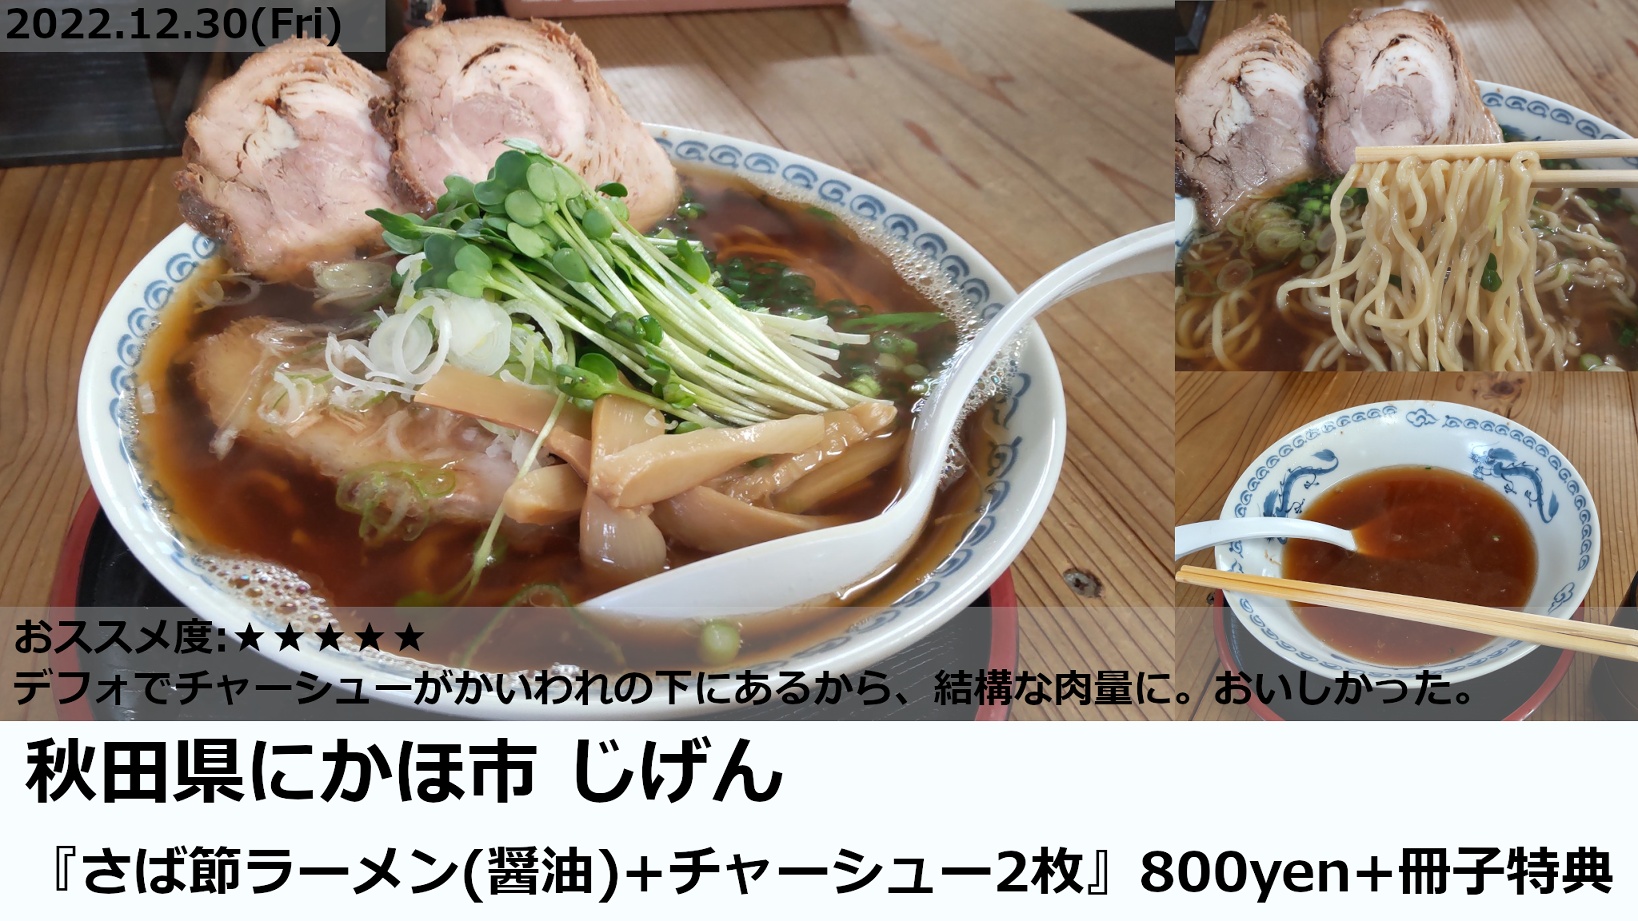 2022.12.30(Fri)
おススメ度:★★★★★
デフォでチャーシューがかいわれの下にあるから、結構な肉量に。おいしかった。
秋田県にかほ市 じげん
『さば節ラーメン(醤油)+チャーシュー2枚』800yen+冊子特典